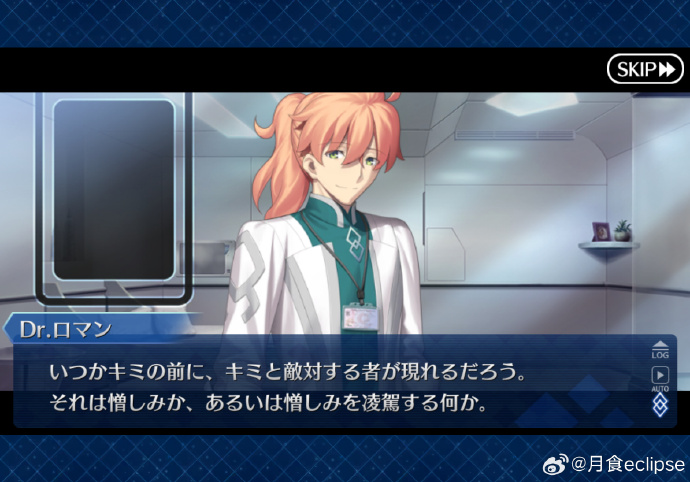 SKIP
Dr.ロマン
いつかキミの前に、キミと敵対する者が現れるだろう。
それは憎しみか、あるいは憎しみを凌駕する何か。
LOG
AUTO
@月食eclipse